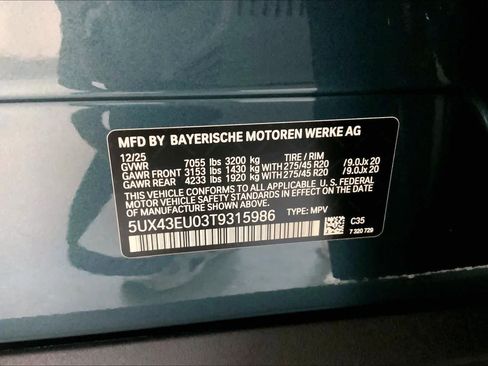 MFD BY BAYERISCHE MOTOREN WERKE AG
12/25 7055 lbs 3200 kg TIRE / RIM
GVWR
GAWR FRONT 3153 lbs 1430 kg WITH 275/45 R20 /9.0Jx 20
GAWR REAR 4233 lbs 1920 kg WITH 275/45 R20 /9.0Jx 20
THIS VEHICLE CONFORMS TO ALL APPLICABLE U.S. FEDERAL
MOTOR VEHICLE SAFETY STANDARDS IN EFFECT ON THE DATE OF
MANUFACTURE SHOWN ABOVE.
5UX43EU03T9315986 TYPE: MPV
C35
7 320 729